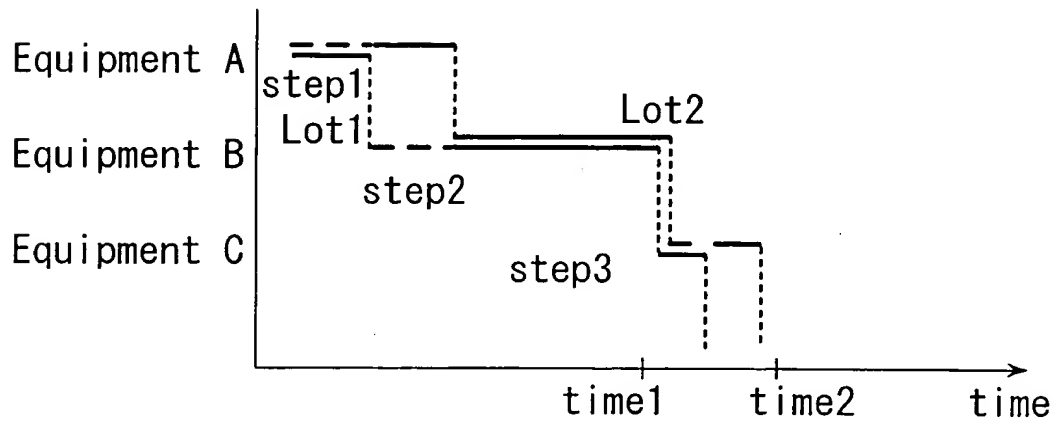 Equipment A
step1
Lot1
Lot2
Equipment B
step2
Equipment C
step3
time1
time2
time